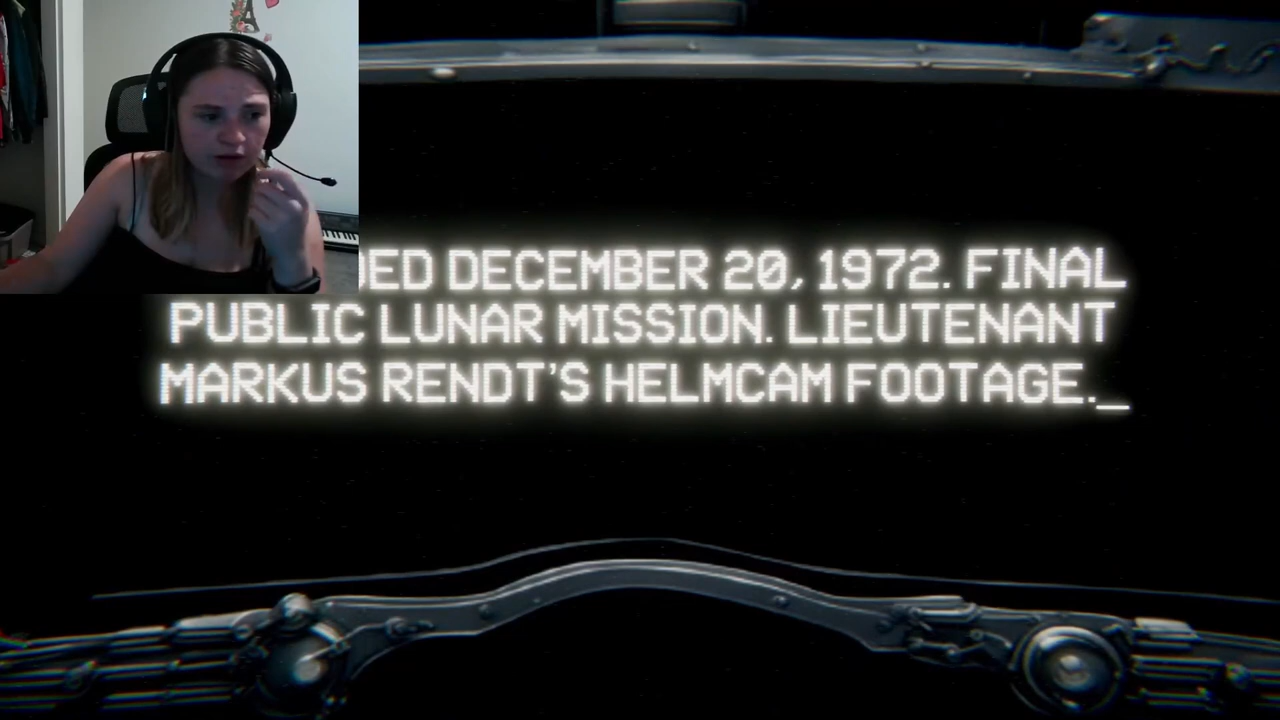 DECEMBER 20, 1972. FINAL
PUBLIC LUNAR MISSION. LIEUTENANT
MARKUS RENDT'S HELMCAM FOOTAGE._